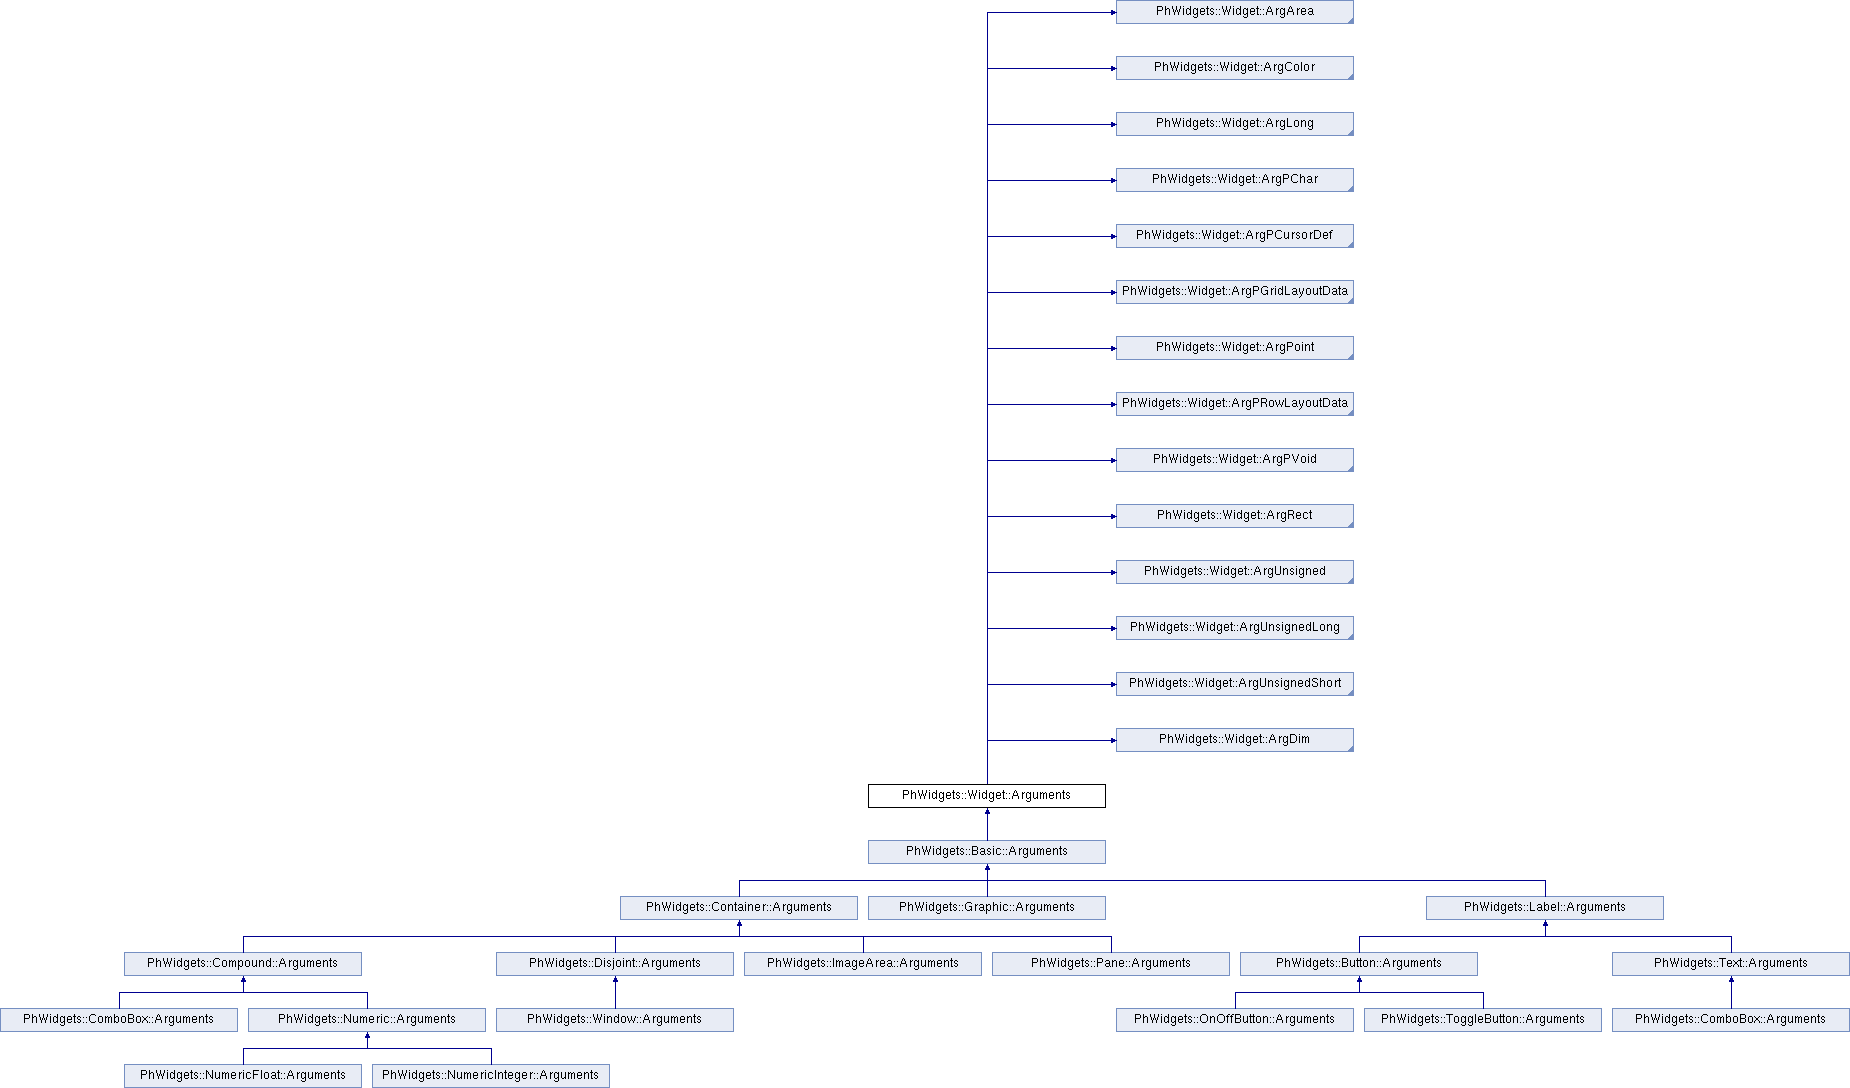 PhWidgets::Widget::ArgArea
PhWidgets::Widget::ArgColor
PhWidgets::Widget::ArgLong
PhWidgets::Widget::ArgPChar
PhWidgets::Widget::ArgPCursorDef
PhWidgets::Widget::ArgPGridLayoutData
PhWidgets::Widget::ArgPoint
PhWidgets::Widget::ArgPRowLayoutData
PhWidgets::Widget::ArgPVoid
PhWidgets::Widget::ArgRect
PhWidgets::Widget::ArgUnsigned
PhWidgets::Widget::ArgUnsignedLong
PhWidgets::Widget::ArgUnsignedShort
PhWidgets::Widget::ArgDim
PhWidgets::Widget::Arguments
PhWidgets::Basic::Arguments
PhWidgets::Container::Arguments
PhWidgets::Graphic::Arguments
PhWidgets::Label::Arguments
PhWidgets::Compound::Arguments
PhWidgets::Disjoint::Arguments
PhWidgets::ImageArea::Arguments
PhWidgets::Pane::Arguments
PhWidgets::Button::Arguments
PhWidgets::Text::Arguments
PhWidgets::ComboBox::Arguments
PhWidgets::Numeric::Arguments
PhWidgets::Window::Arguments
PhWidgets::OnOffButton::Arguments
PhWidgets::ToggleButton::Arguments
PhWidgets::ComboBox::Arguments
PhWidgets::NumericFloat::Arguments
PhWidgets::NumericInteger::Arguments